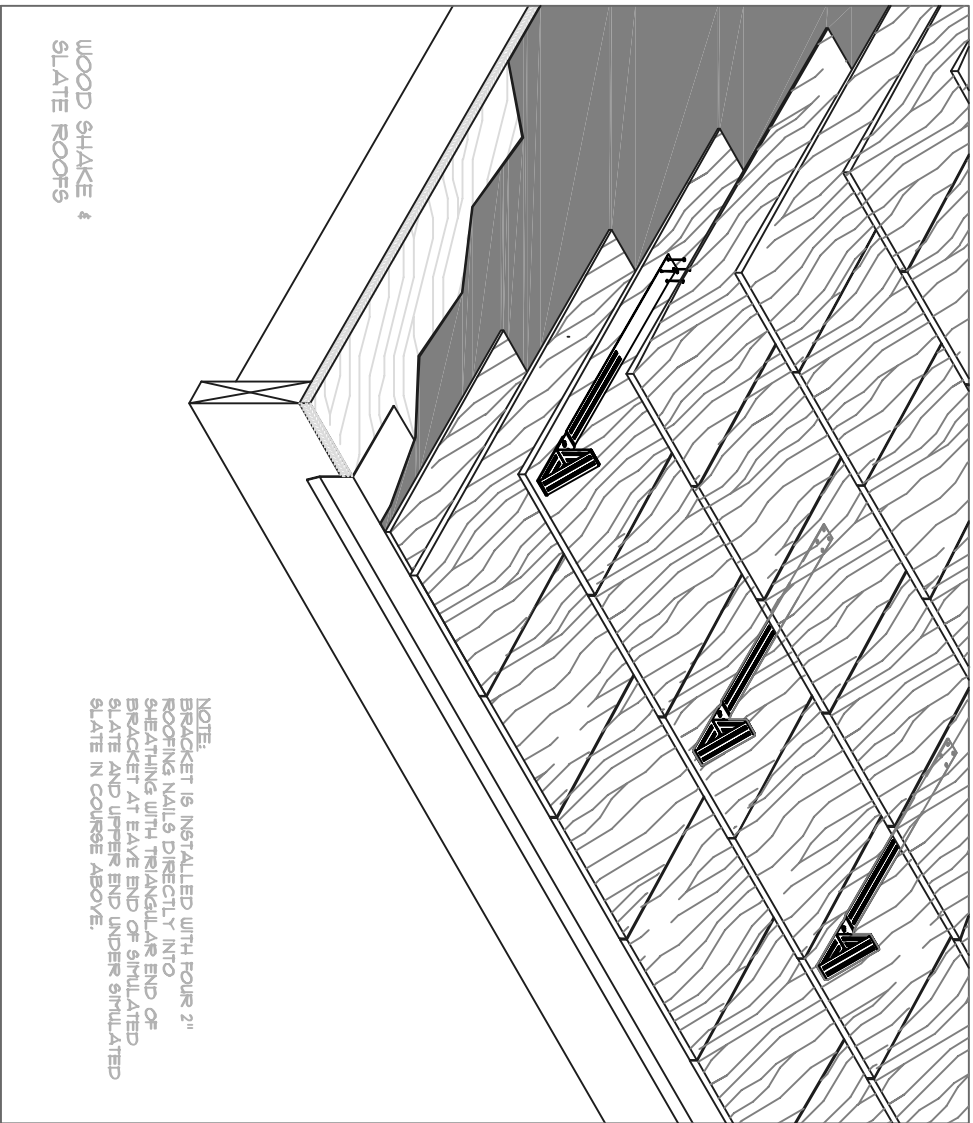 WOOD SHAKE &
SLATE ROOFS
NOTE:
BRACKET IS INSTALLED WITH FOUR 2"
ROOFING NAILS DIRECTLY INTO
SHEATHING WITH TRIANGULAR END OF
BRACKET AT EAVE END OF SIMULATED
SLATE AND UPPER END UNDER SIMULATED
SLATE IN COURSE ABOVE.